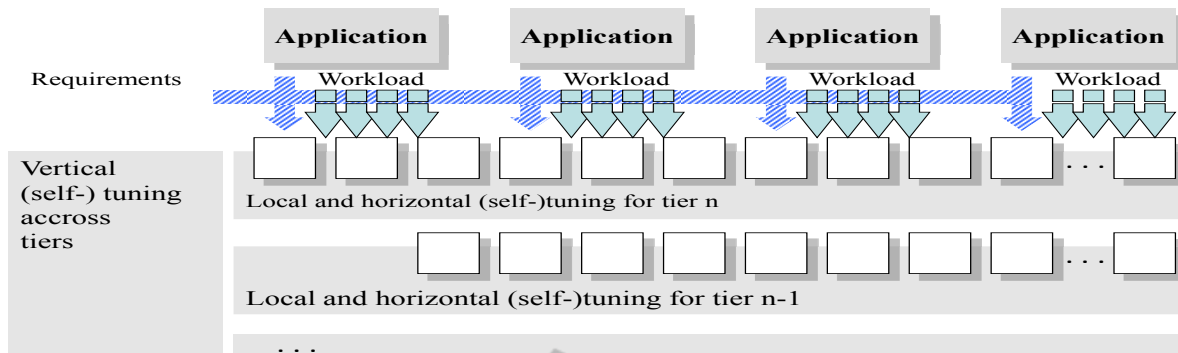 Application Application Application Application
Requirements Workload Workload Workload Workload
Vertical
(self-) tuning
accross
tiers
. . .
Local and horizontal (self-)tuning for tier n
. . .
Local and horizontal (self-)tuning for tier n-1
. . .